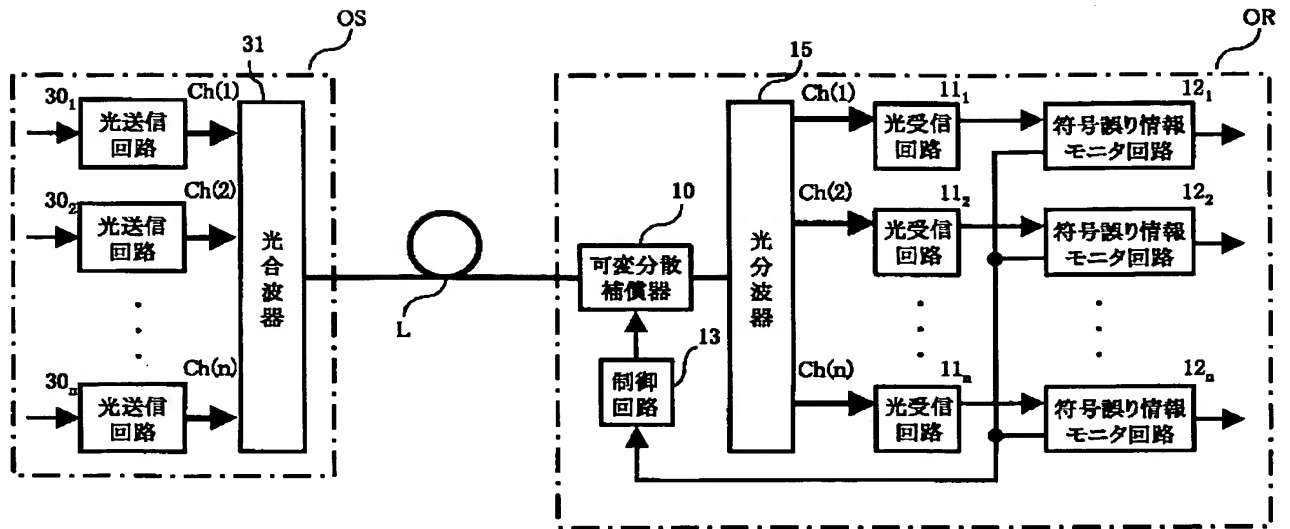 OS
OR
31
15
30₁
Ch(1)
光送信
回路
30₂
Ch(2)
光送信
回路
30ₙ
Ch(n)
光送信
回路
光合波器
L
10
可変分散
補償器
13
制御
回路
光分波器
Ch(1)
11₁
光受信
回路
12₁
符号誤り情報
モニタ回路
Ch(2)
11₂
光受信
回路
12₂
符号誤り情報
モニタ回路
Ch(n)
11ₙ
光受信
回路
12ₙ
符号誤り情報
モニタ回路